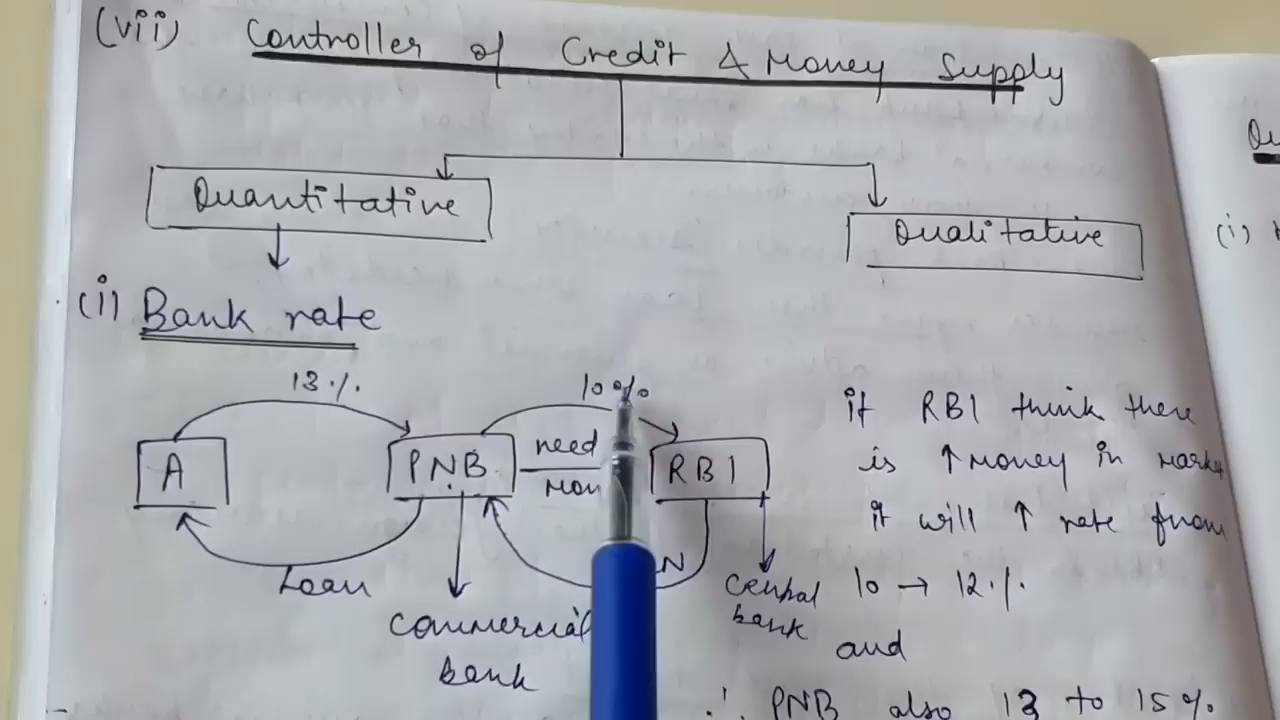 (vii) Controller of Credit & Money Supply
Quantitative
Qualitative
(i)
(i) Bank rate
13%
10%
A
PNB
need
RBI
Loan
commercial
bank
central
bank
if RBI think there
is ↑ Money in
it will ↑ rate from
10 → 12%
and
∴ PNB also 13 to 15%